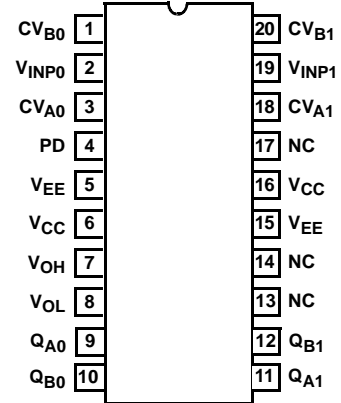 CVB0 1 20 CVB1
VINP0 2 19 VINP1
CVA0 3 18 CVA1
PD 4 17 NC
VEE 5 16 VCC
VCC 6 15 VEE
VOH 7 14 NC
VOL 8 13 NC
QA0 9 12 QB1
QB0 10 11 QA1